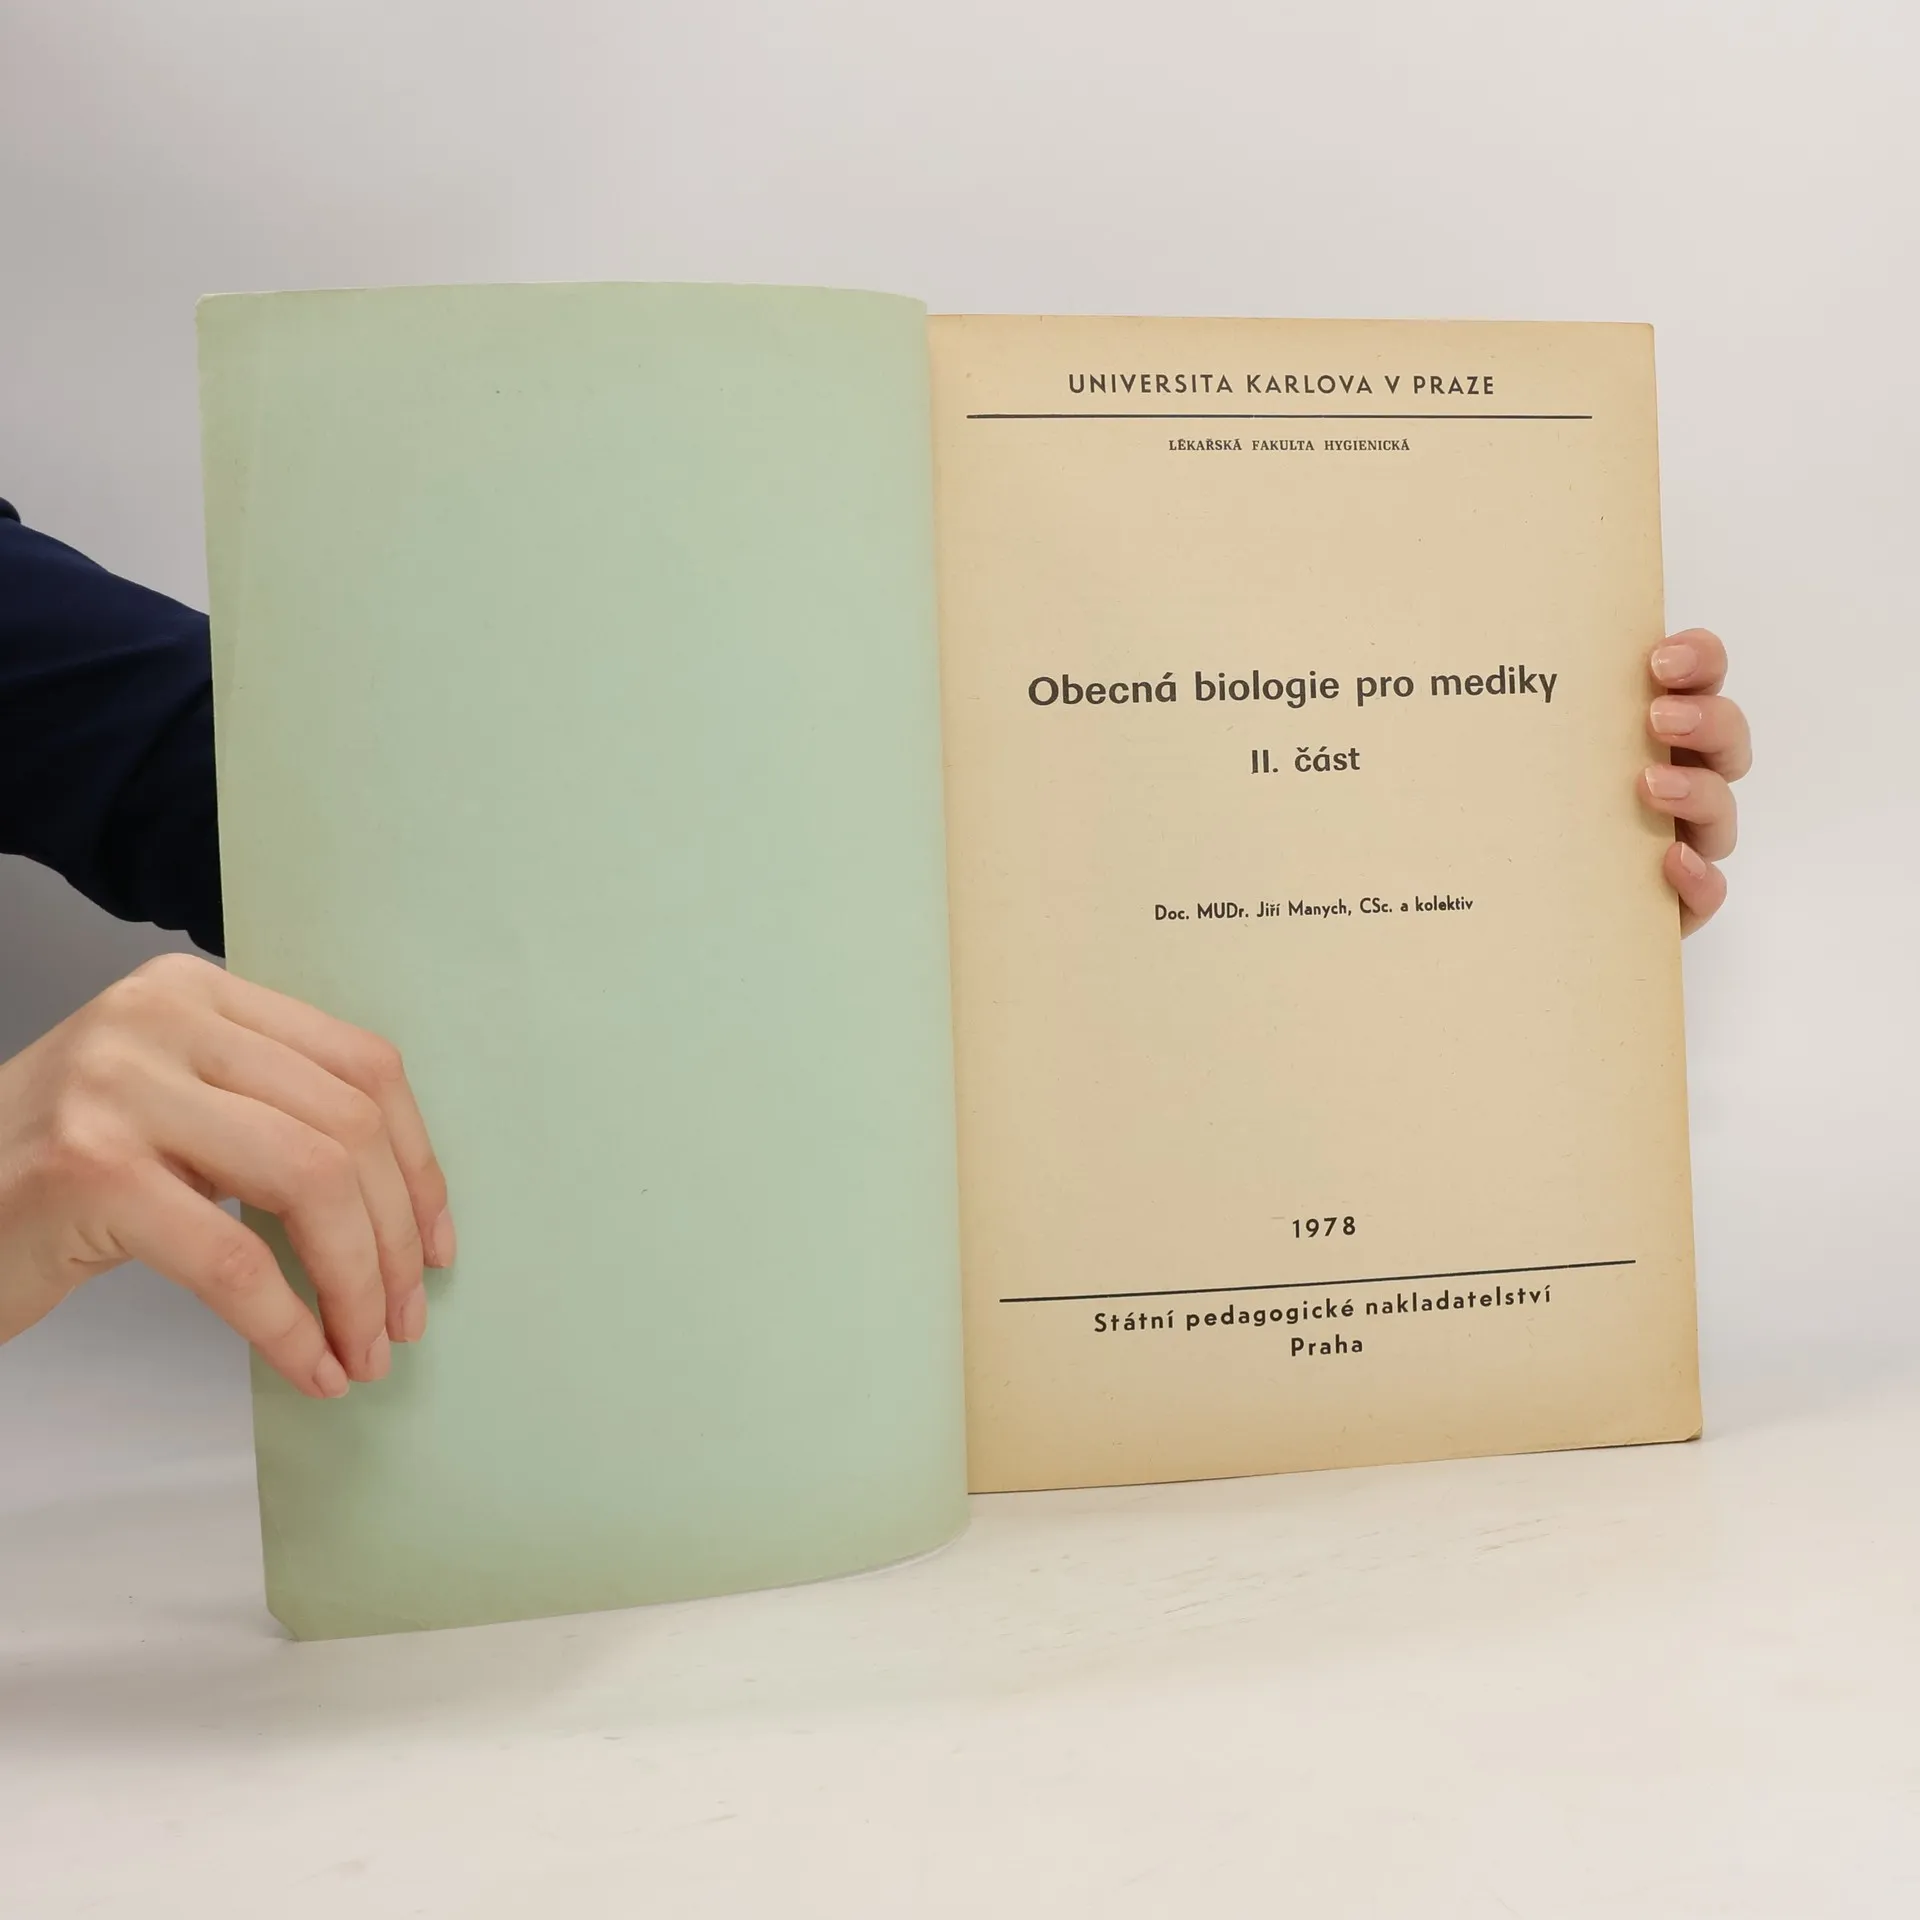 UNIVERSITA KARLOVA V PRAZE
LÉKAŘSKÁ FAKULTA HYGIENICKÁ
Obecná biologie pro mediky
II. část
Doc. MUDr. Jiří Manych, CSc. a kolektiv
1978
Státní pedagogické nakladatelství
Praha